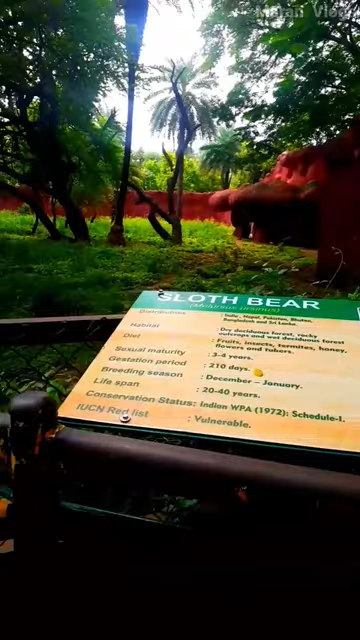 Vlog
SLOTH BEAR
(Melursus ursinus)
Distribution : India, Nepal, Pakistan, Bhutan,
Bangladesh and Sri Lanka.
Habitat : Dry deciduous forest, rocky
outcrops and wet deciduous forest
Diet : Fruits, insects, termites, honey,
flowers and tubers.
Sexual maturity : 3-4 years.
Gestation period : 210 days.
Breeding season : December - January.
Life span : 20-40 years.
Conservation Status: Indian WPA (1972): Schedule-I.
IUCN Red list : Vulnerable.